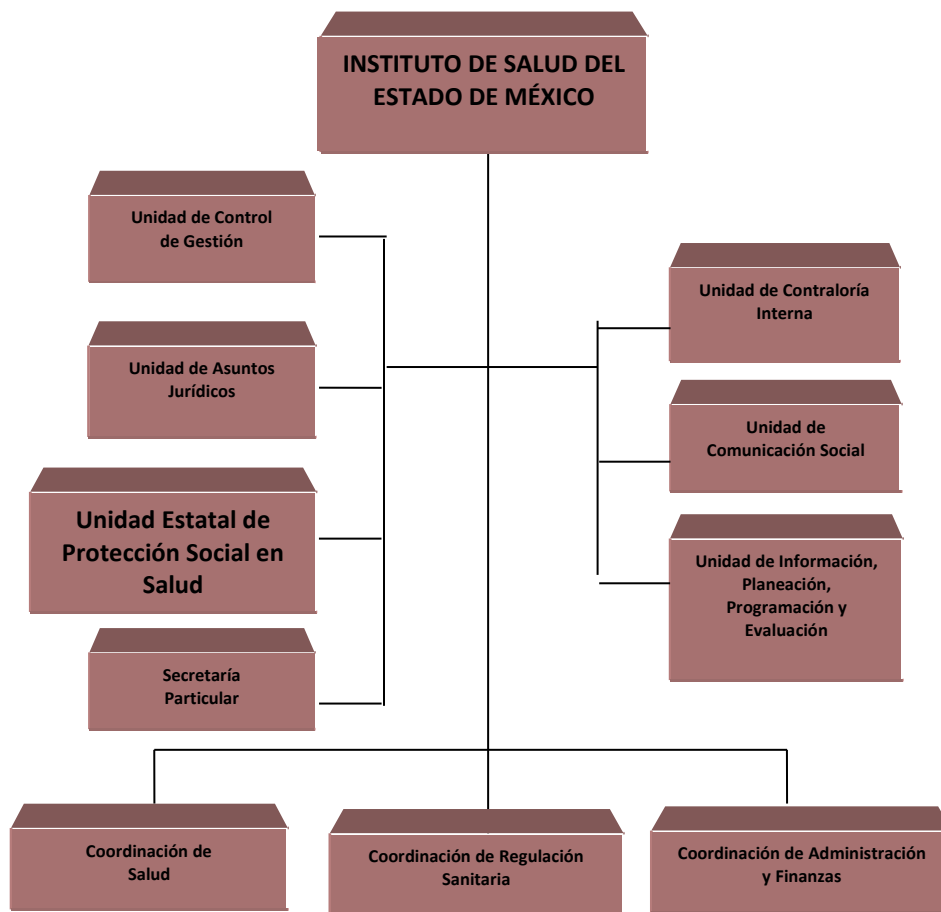 INSTITUTO DE SALUD DEL
ESTADO DE MÉXICO
Unidad de Control
de Gestión
Unidad de Asuntos
Jurídicos
Unidad Estatal de
Protección Social en
Salud
Secretaría
Particular
Unidad de Contraloría
Interna
Unidad de
Comunicación Social
Unidad de Información,
Planeación,
Programación y
Evaluación
Coordinación de
Salud
Coordinación de Regulación
Sanitaria
Coordinación de Administración
y Finanzas